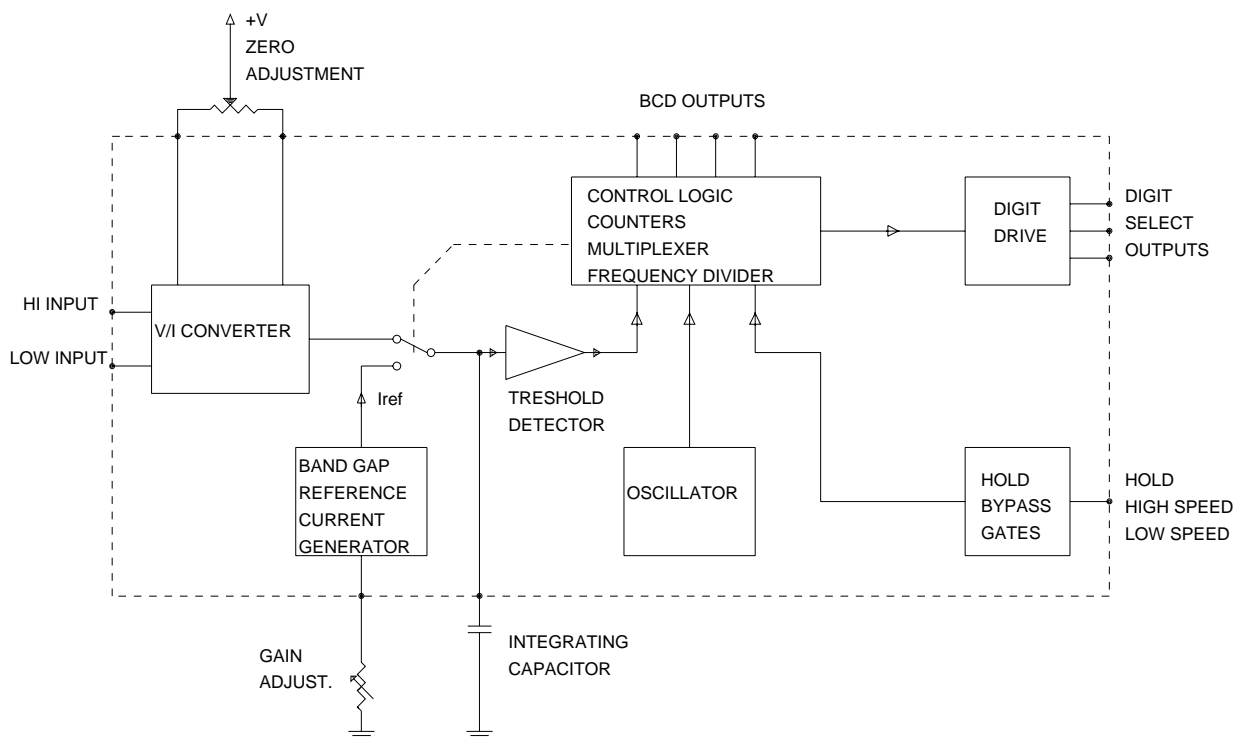 +V
ZERO
ADJUSTMENT
BCD OUTPUTS
CONTROL LOGIC
COUNTERS
MULTIPLEXER
FREQUENCY DIVIDER
DIGIT
DRIVE
DIGIT
SELECT
OUTPUTS
HI INPUT
LOW INPUT
V/I CONVERTER
Iref
TRESHOLD
DETECTOR
BAND GAP
REFERENCE
CURRENT
GENERATOR
OSCILLATOR
HOLD
BYPASS
GATES
HOLD
HIGH SPEED
LOW SPEED
GAIN
ADJUST.
INTEGRATING
CAPACITOR